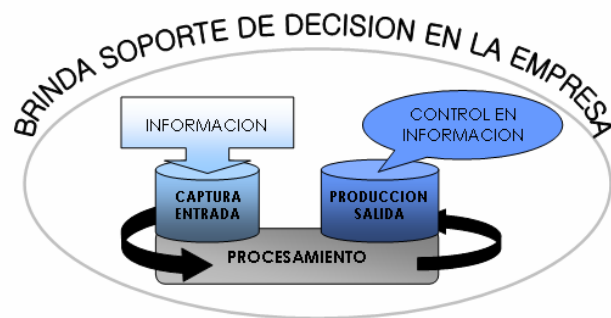 BRINDA SOPORTE DE DECISION EN LA EMPRESA
INFORMACION
CONTROL EN
INFORMACION
CAPTURA
ENTRADA
PRODUCCION
SALIDA
PROCESAMIENTO